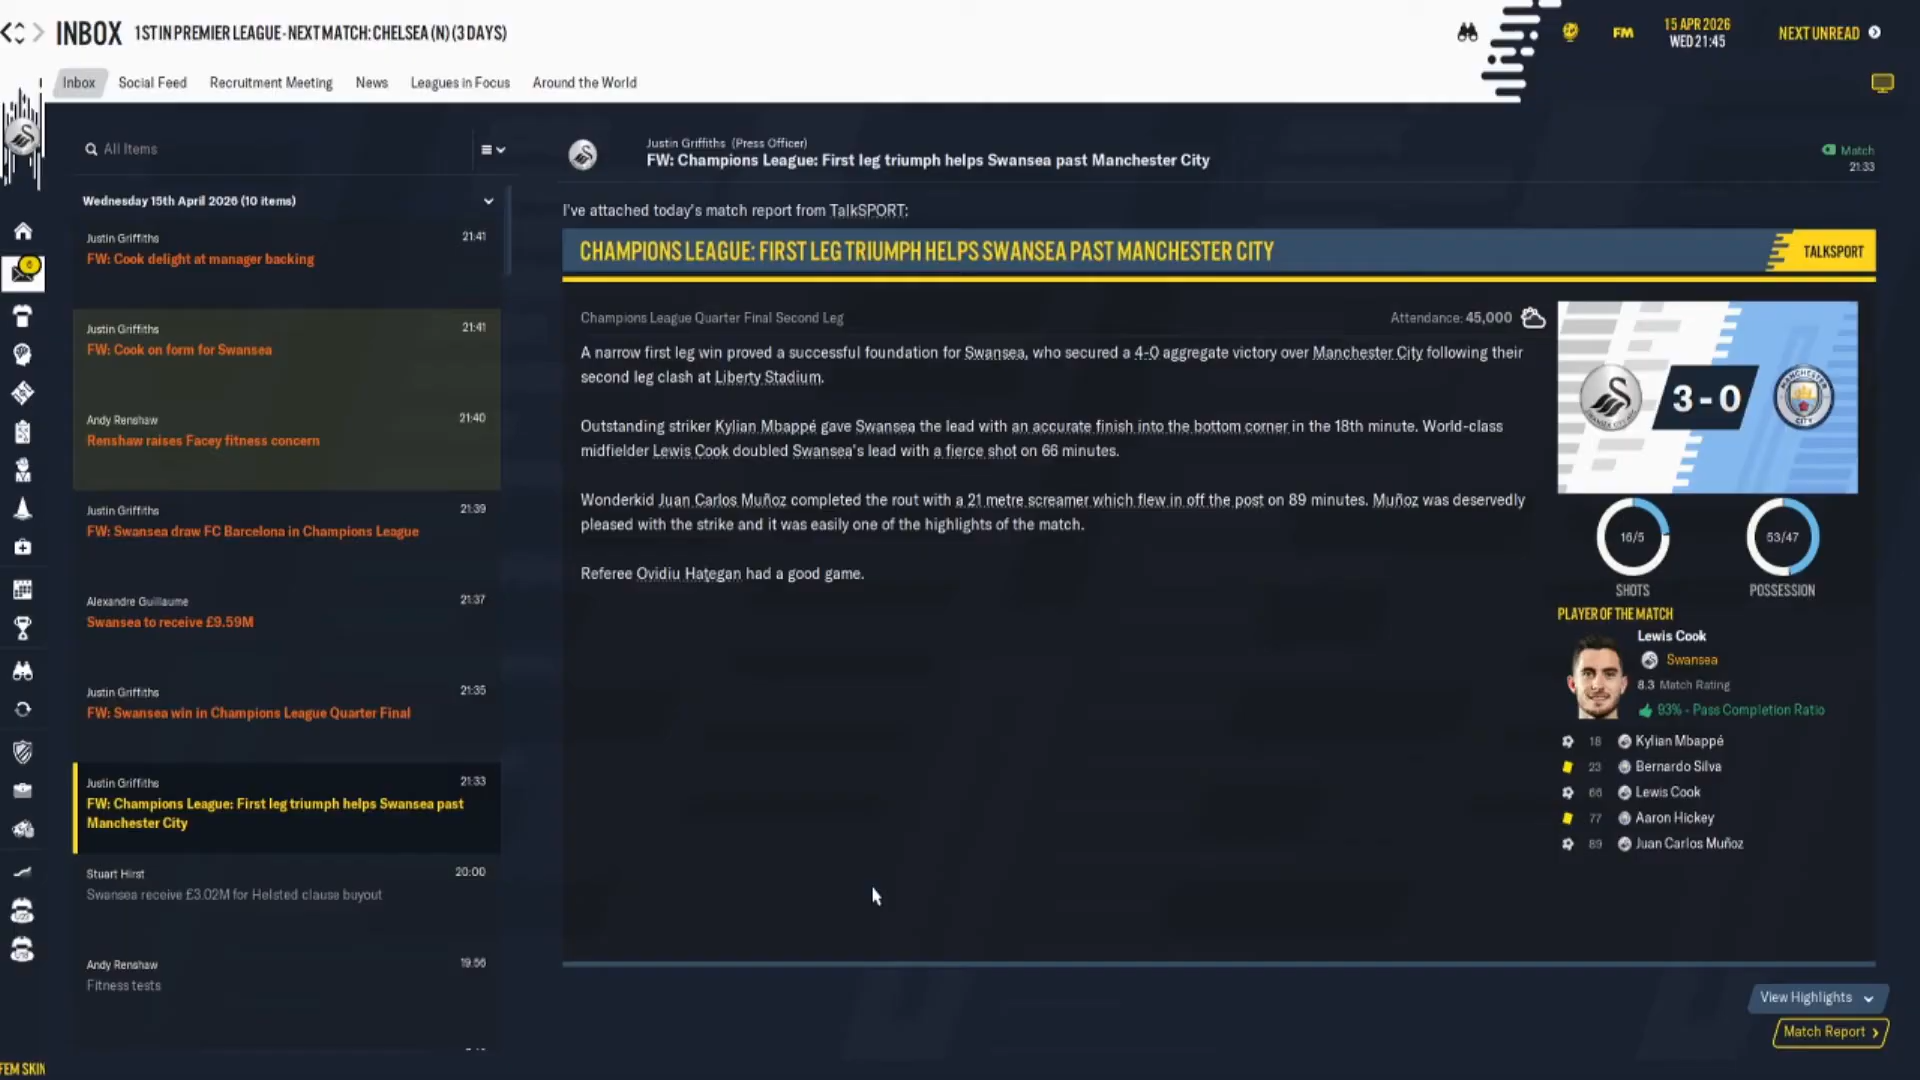 INBOX
1ST IN PREMIER LEAGUE - NEXT MATCH: CHELSEA (N) (3 DAYS)
FM
15 APR 2026
WED 21:45
NEXT UNREAD
Inbox
Social Feed
Recruitment Meeting
News
Leagues in Focus
Around the World
All Items
Wednesday 15th April 2026 (10 items)
Justin Griffiths
21:41
FW: Cook delight at manager backing
Justin Griffiths
21:41
FW: Cook on form for Swansea
Andy Renshaw
21:40
Renshaw raises Facey fitness concern
Justin Griffiths
21:39
FW: Swansea draw FC Barcelona in Champions League
Alexandre Guillaume
21:37
Swansea to receive £9.59M
Justin Griffiths
21:35
FW: Swansea win in Champions League Quarter Final
Justin Griffiths
21:33
FW: Champions League: First leg triumph helps Swansea past
Manchester City
Stuart Hirst
20:00
Swansea receive £3.02M for Helsted clause buyout
Andy Renshaw
19:56
Fitness tests
FEM SKIN
Justin Griffiths (Press Officer)
FW: Champions League: First leg triumph helps Swansea past Manchester City
Match
21:33
I've attached today's match report from TalkSPORT:
CHAMPIONS LEAGUE: FIRST LEG TRIUMPH HELPS SWANSEA PAST MANCHESTER CITY
TALKSPORT
Champions League Quarter Final Second Leg
Attendance: 45,000
A narrow first leg win proved a successful foundation for Swansea, who secured a 4-0 aggregate victory over Manchester City following their
second leg clash at Liberty Stadium.
Outstanding striker Kylian Mbappé gave Swansea the lead with an accurate finish into the bottom corner in the 18th minute. World-class
midfielder Lewis Cook doubled Swansea's lead with a fierce shot on 66 minutes.
Wonderkid Juan Carlos Muñoz completed the rout with a 21 metre screamer which flew in off the post on 89 minutes. Muñoz was deservedly
pleased with the strike and it was easily one of the highlights of the match.
Referee Ovidiu Hațegan had a good game.
3 - 0
16/5
SHOTS
53/47
POSSESSION
PLAYER OF THE MATCH
Lewis Cook
Swansea
8.3 Match Rating
93% - Pass Completion Ratio
18 Kylian Mbappé
23 Bernardo Silva
66 Lewis Cook
77 Aaron Hickey
89 Juan Carlos Muñoz
View Highlights
Match Report